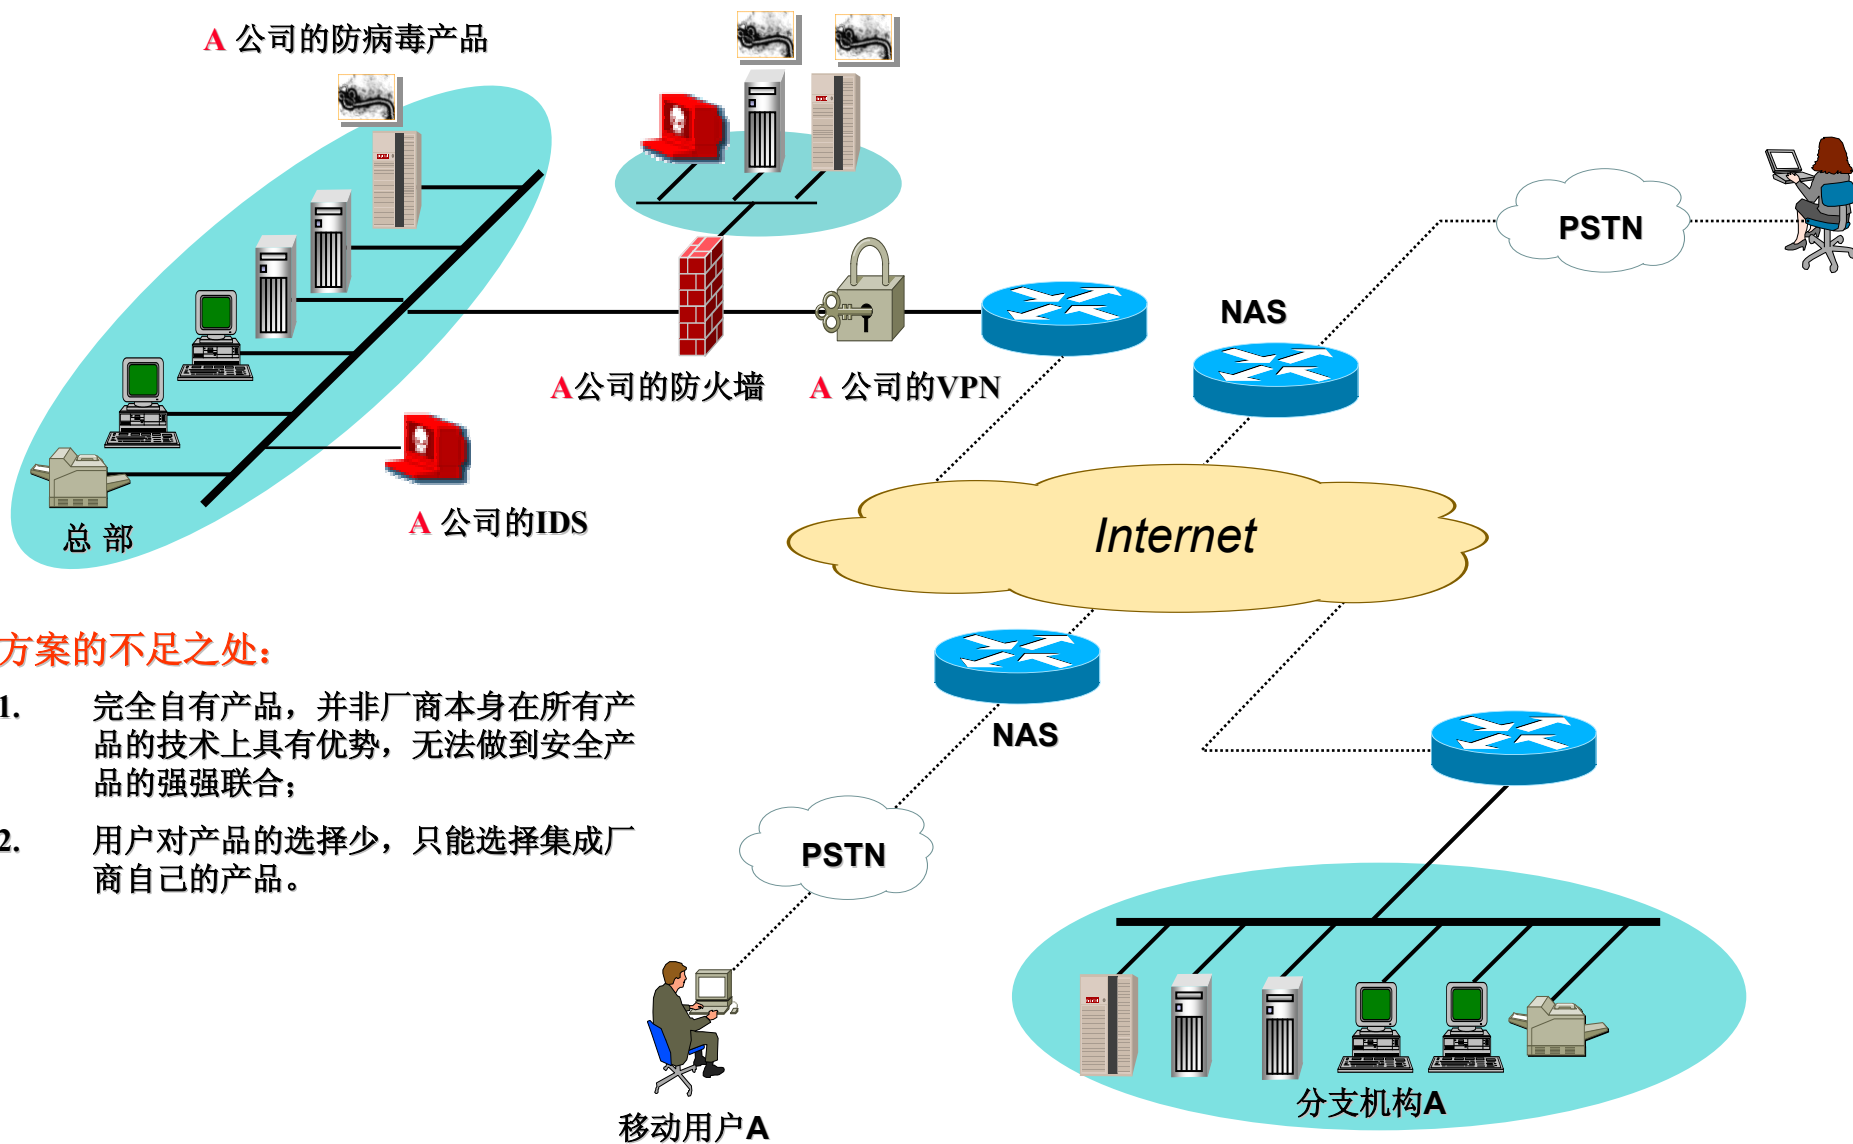 A 公司的防病毒产品
PSTN
NAS
A公司的防火墙
A 公司的VPN
A 公司的IDS
总 部
Internet
方案的不足之处：
1. 完全自有产品，并非厂商本身在所有产
品的技术上具有优势，无法做到安全产
品的强强联合；
2. 用户对产品的选择少，只能选择集成厂
商自己的产品。
NAS
PSTN
移动用户A
分支机构A